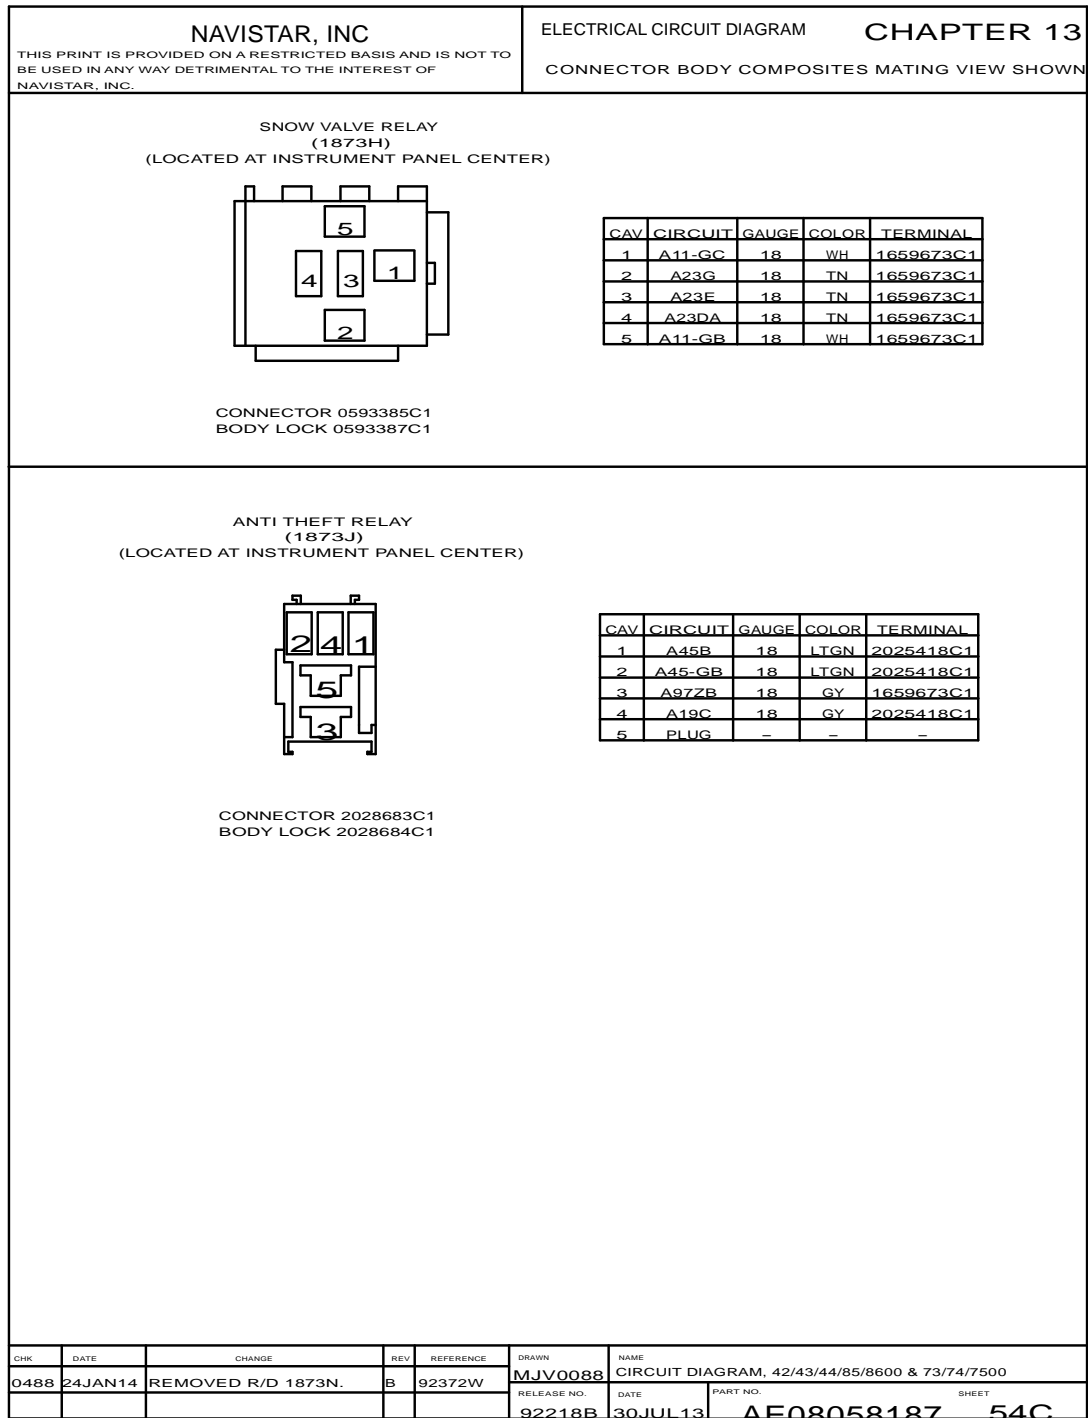 NAVISTAR, INC
THIS PRINT IS PROVIDED ON A RESTRICTED BASIS AND IS NOT TO
BE USED IN ANY WAY DETRIMENTAL TO THE INTEREST OF
NAVISTAR, INC.
ELECTRICAL CIRCUIT DIAGRAM CHAPTER 13
CONNECTOR BODY COMPOSITES MATING VIEW SHOWN
SNOW VALVE RELAY
(1873H)
(LOCATED AT INSTRUMENT PANEL CENTER)
5
4 3 1
2
CONNECTOR 0593385C1
BODY LOCK 0593387C1
CAV CIRCUIT GAUGE COLOR TERMINAL
1 A11-GC 18 WH 1659673C1
2 A23G 18 TN 1659673C1
3 A23E 18 TN 1659673C1
4 A23DA 18 TN 1659673C1
5 A11-GB 18 WH 1659673C1
ANTI THEFT RELAY
(1873J)
(LOCATED AT INSTRUMENT PANEL CENTER)
2 4 1
5
3
CONNECTOR 2028683C1
BODY LOCK 2028684C1
CAV CIRCUIT GAUGE COLOR TERMINAL
1 A45B 18 LTGN 2025418C1
2 A45-GB 18 LTGN 2025418C1
3 A97ZB 18 GY 1659673C1
4 A19C 18 GY 2025418C1
5 PLUG – – –
CHK DATE CHANGE REV REFERENCE
0488 24JAN14 REMOVED R/D 1873N. B 92372W
DRAWN
MJV0088
NAME
CIRCUIT DIAGRAM, 42/43/44/85/8600 & 73/74/7500
RELEASE NO. DATE PART NO. SHEET
92218B 30JUL13 AE08058187 54C